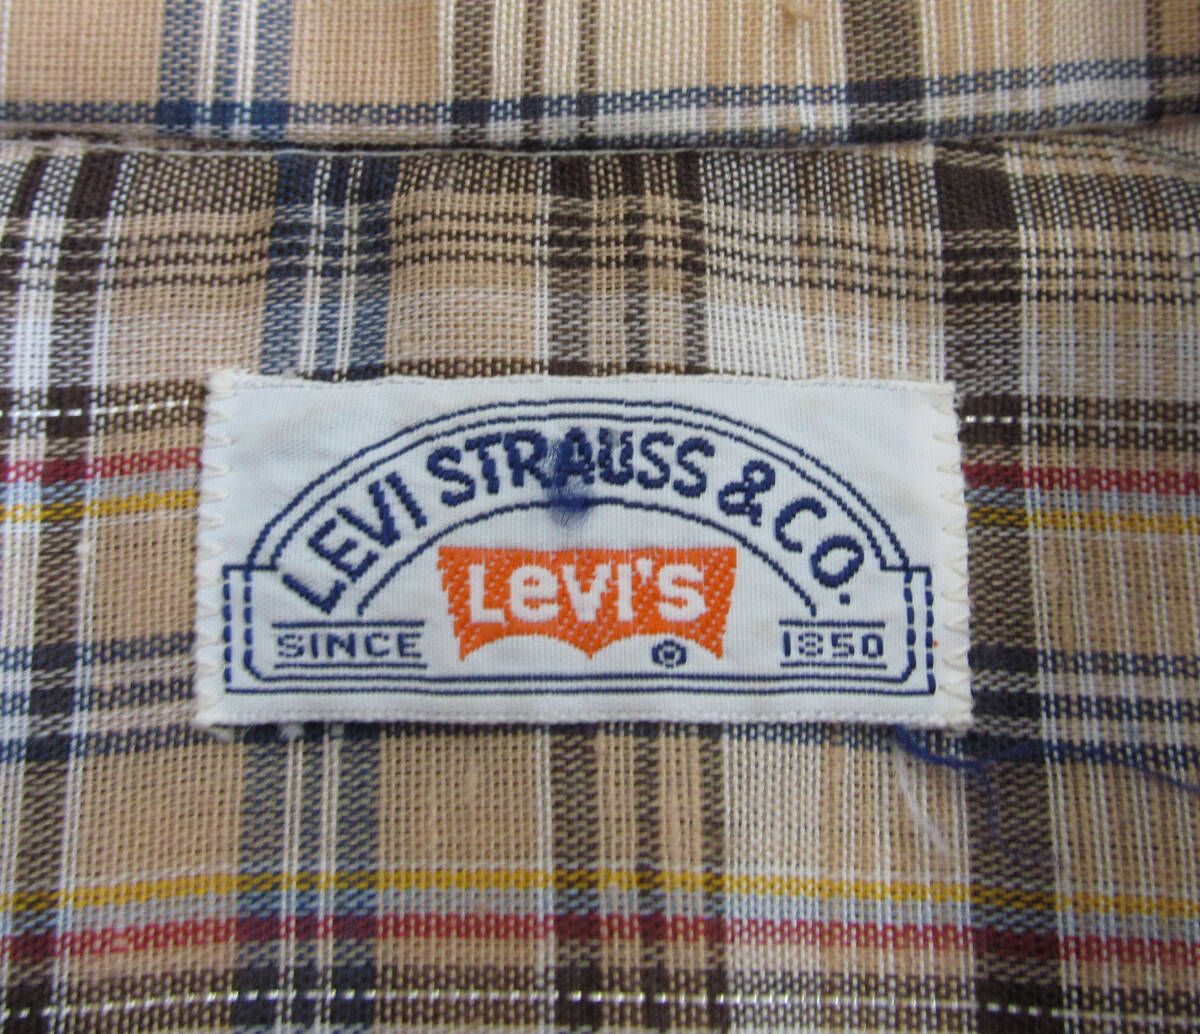 LEVI STRAUSS & CO.
LEVI'S
®
SINCE 1850